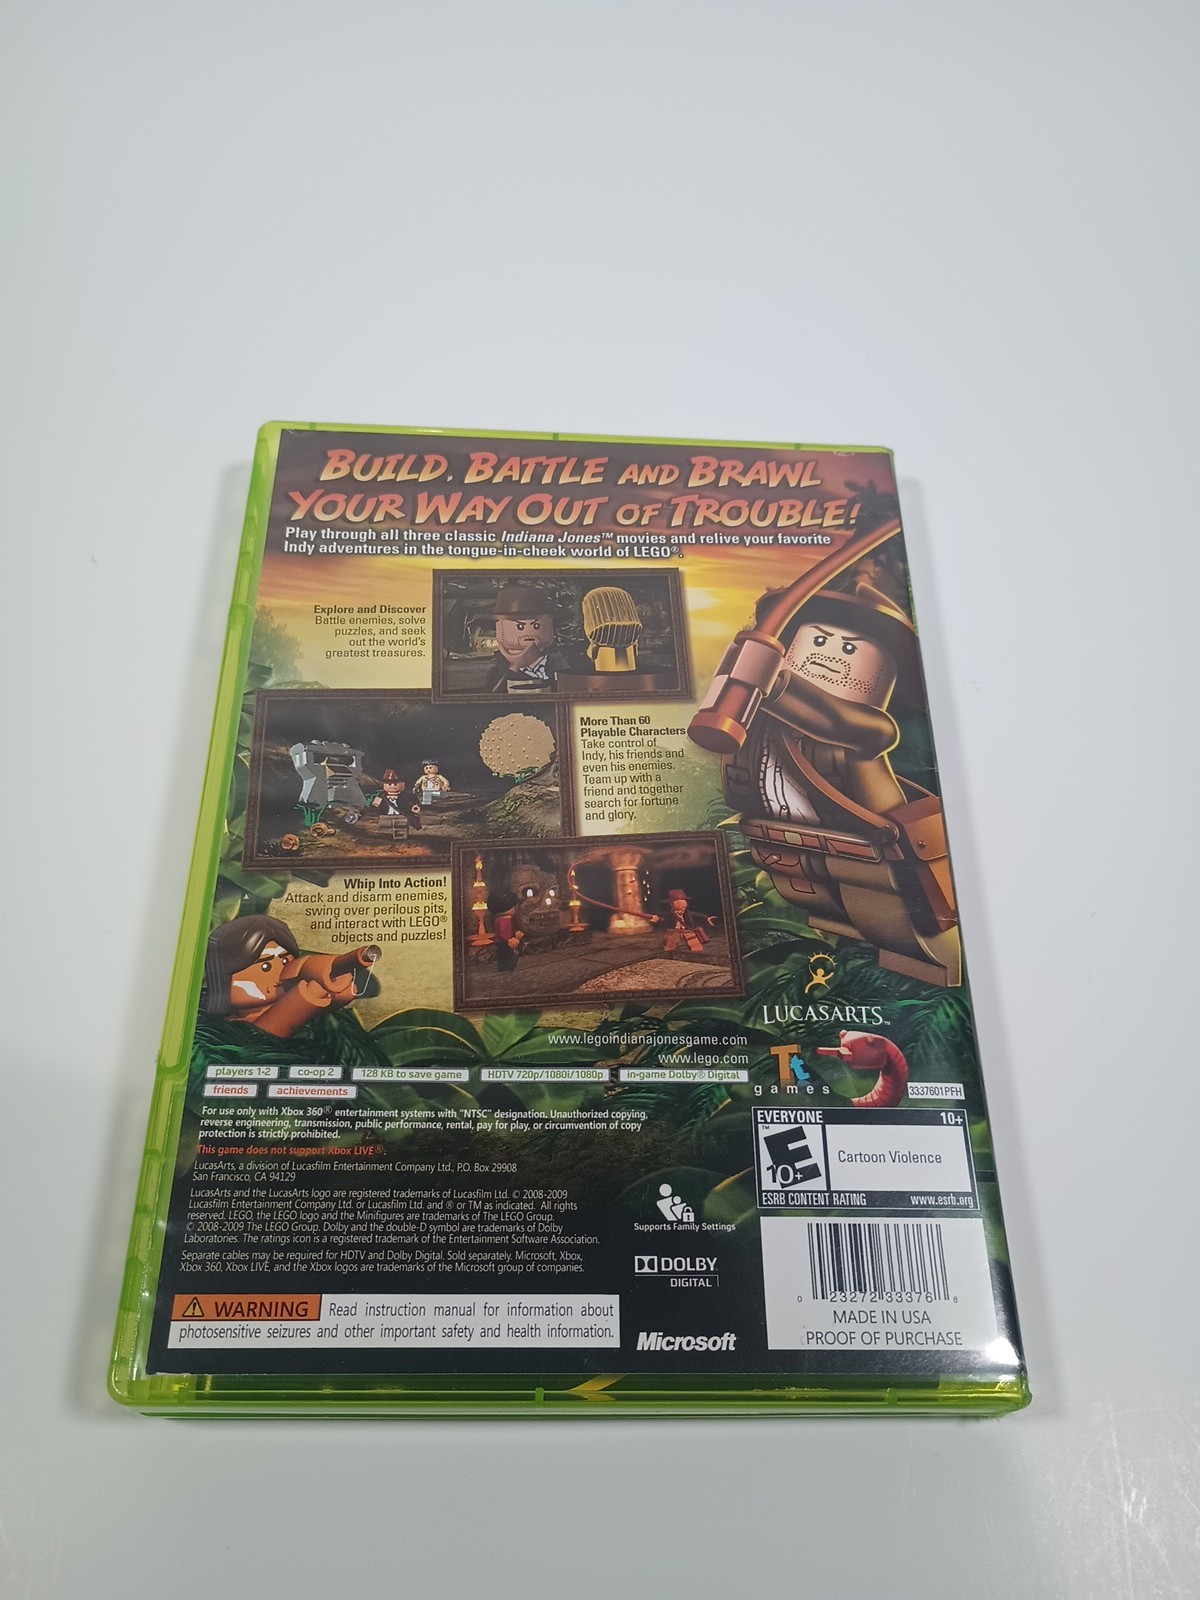 BUILD, BATTLE AND BRAWL
YOUR WAY OUT OF TROUBLE!
Play through all three classic Indiana Jones™ movies and relive your favorite
Indy adventures in the tongue-in-cheek world of LEGO®.
Explore and Discover
Battle enemies, solve
puzzles, and seek
out the world's
greatest treasures.
More Than 60
Playable Characters
Take control of
Indy, his friends and
even his enemies.
Team up with a
friend and together
search for fortune
and glory.
Whip Into Action!
Attack and disarm enemies,
swing over perilous pits,
and interact with LEGO®
objects and puzzles!
LUCASARTS™
www.legoindianajonesgame.com
www.lego.com
Tt
games
players 1-2 co-op 2 128 KB to save game HDTV 720p/1080i/1080p in-game Dolby® Digital
friends achievements
3337601PFH
For use only with Xbox 360® entertainment systems with "NTSC" designation. Unauthorized copying,
reverse engineering, transmission, public performance, rental, pay for play, or circumvention of copy
protection is strictly prohibited.
This game does not support Xbox LIVE®.
LucasArts, a division of Lucasfilm Entertainment Company Ltd., P.O. Box 29908
San Francisco, CA 94129
LucasArts and the LucasArts logo are registered trademarks of Lucasfilm Ltd. © 2008-2009
Lucasfilm Entertainment Company Ltd. or Lucasfilm Ltd. and ® or TM as indicated. All rights
reserved. LEGO, the LEGO logo and the Minifigures are trademarks of The LEGO Group.
© 2008-2009 The LEGO Group. Dolby and the double-D symbol are trademarks of Dolby
Laboratories. The ratings icon is a registered trademark of the Entertainment Software Association.
Separate cables may be required for HDTV and Dolby Digital. Sold separately. Microsoft, Xbox,
Xbox 360, Xbox LIVE, and the Xbox logos are trademarks of the Microsoft group of companies.
WARNING Read instruction manual for information about
photosensitive seizures and other important safety and health information.
Supports Family Settings
DOLBY
DIGITAL
Microsoft
EVERYONE 10+
E™
10+
Cartoon Violence
ESRB CONTENT RATING www.esrb.org
0 23272 33376 8
MADE IN USA
PROOF OF PURCHASE